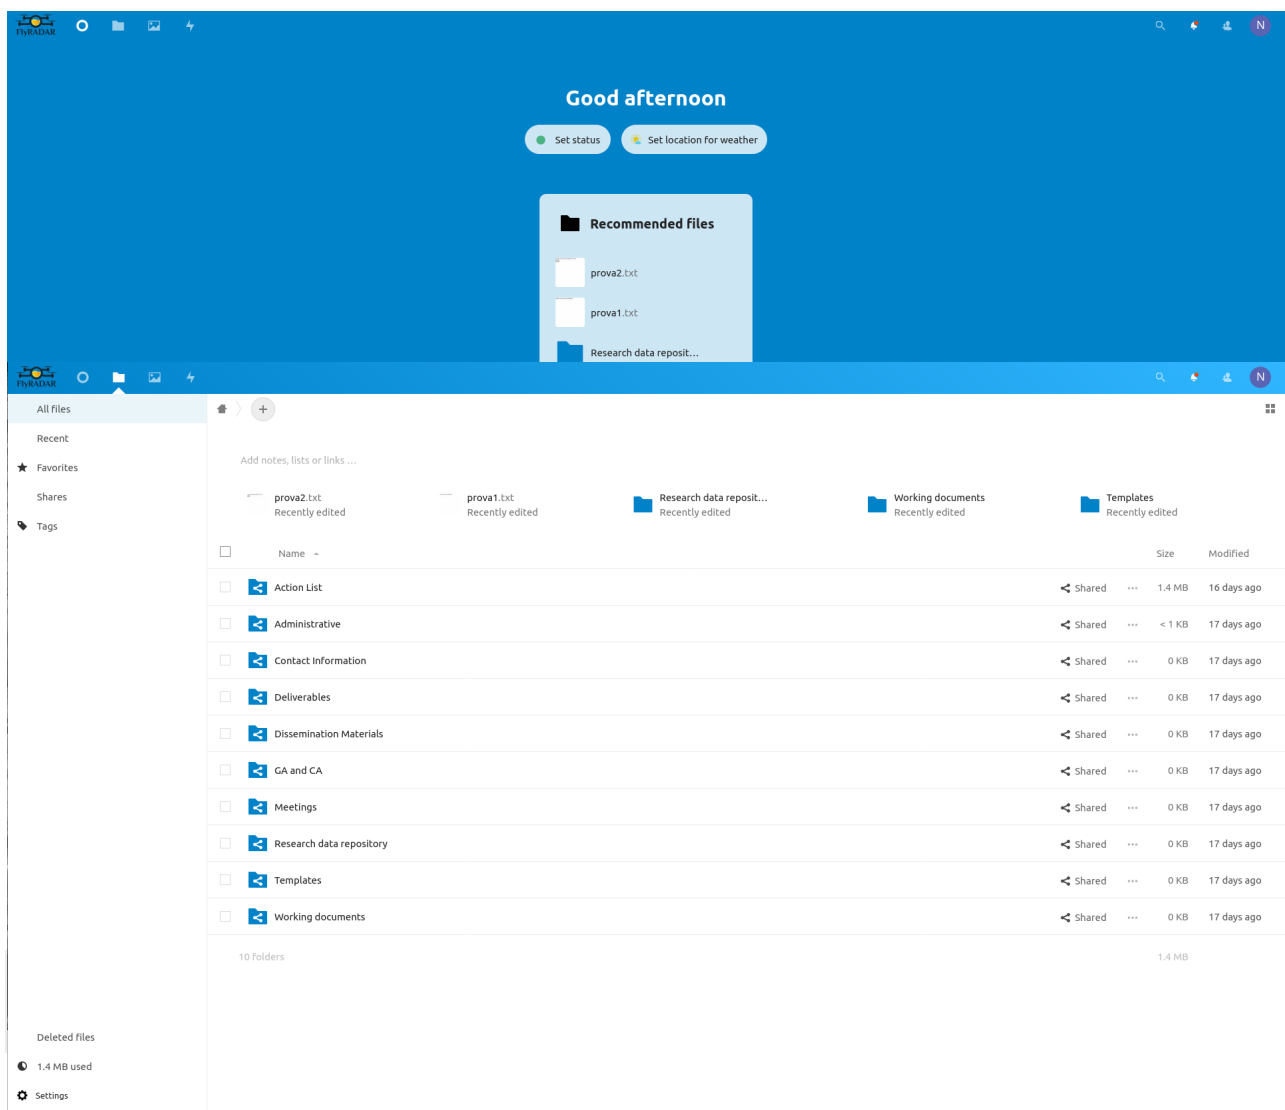 FlyRADAR
N
Good afternoon
Set status
Set location for weather
Recommended files
prova2.txt
prova1.txt
Research data reposit...
FlyRADAR
N
All files
Recent
Favorites
Shares
Tags
Deleted files
1.4 MB used
Settings
Add notes, lists or links ...
prova2.txt
Recently edited
prova1.txt
Recently edited
Research data reposit...
Recently edited
Working documents
Recently edited
Templates
Recently edited
Name Size Modified
Action List Shared 1.4 MB 16 days ago
Administrative Shared < 1 KB 17 days ago
Contact Information Shared 0 KB 17 days ago
Deliverables Shared 0 KB 17 days ago
Dissemination Materials Shared 0 KB 17 days ago
GA and CA Shared 0 KB 17 days ago
Meetings Shared 0 KB 17 days ago
Research data repository Shared 0 KB 17 days ago
Templates Shared 0 KB 17 days ago
Working documents Shared 0 KB 17 days ago
10 folders 1.4 MB